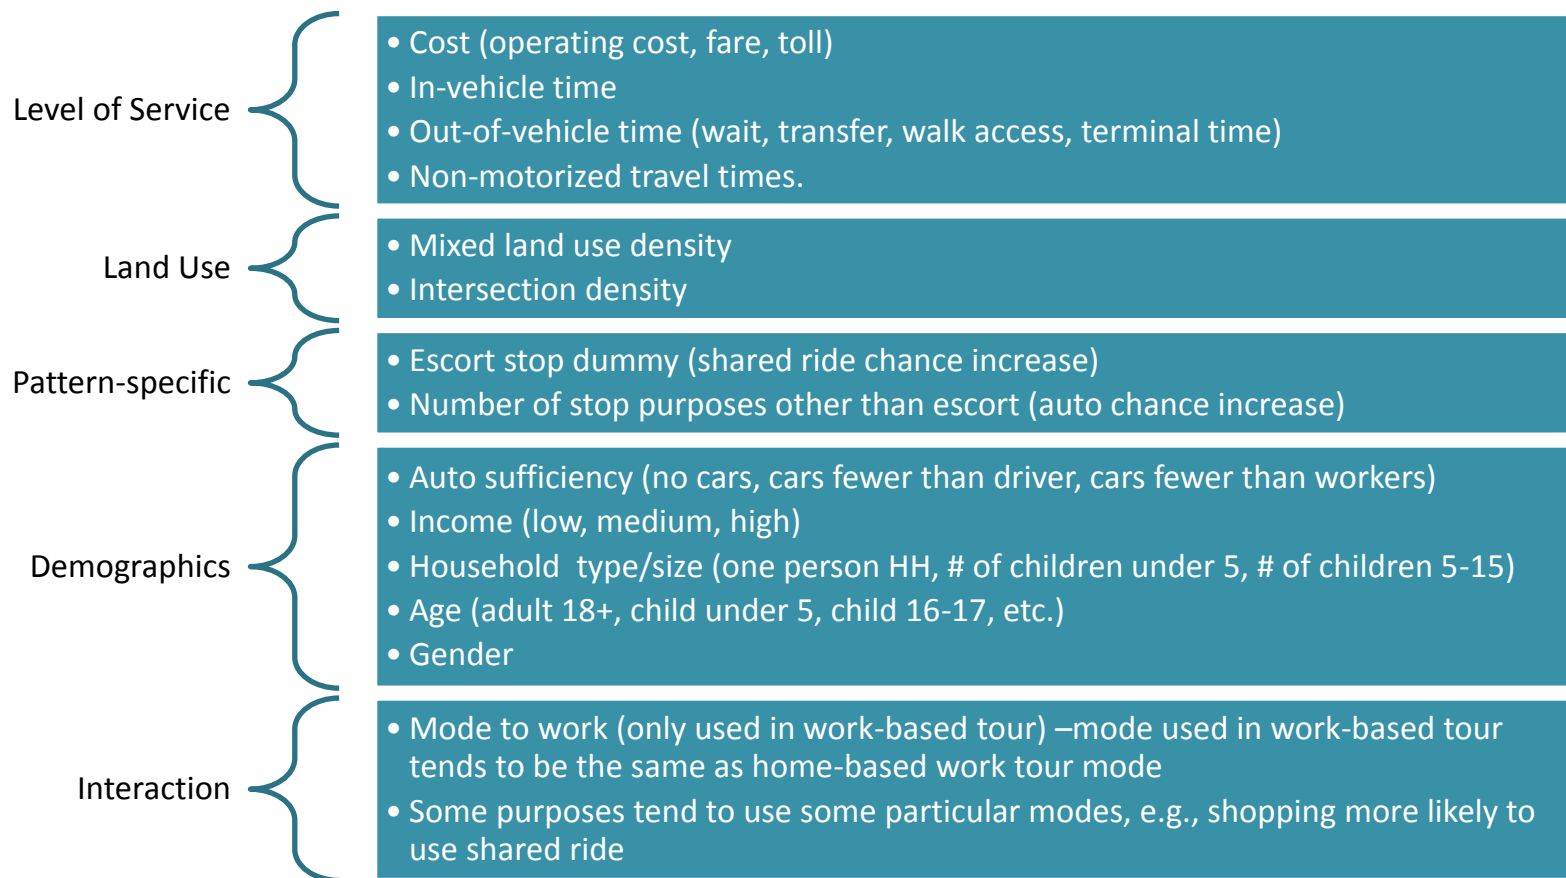 Level of Service
• Cost (operating cost, fare, toll)
• In-vehicle time
• Out-of-vehicle time (wait, transfer, walk access, terminal time)
• Non-motorized travel times.
Land Use
• Mixed land use density
• Intersection density
Pattern-specific
• Escort stop dummy (shared ride chance increase)
• Number of stop purposes other than escort (auto chance increase)
Demographics
• Auto sufficiency (no cars, cars fewer than driver, cars fewer than workers)
• Income (low, medium, high)
• Household  type/size (one person HH, # of children under 5, # of children 5-15)
• Age (adult 18+, child under 5, child 16-17, etc.)
• Gender
Interaction
• Mode to work (only used in work-based tour) –mode used in work-based tour
tends to be the same as home-based work tour mode
• Some purposes tend to use some particular modes, e.g., shopping more likely to
use shared ride